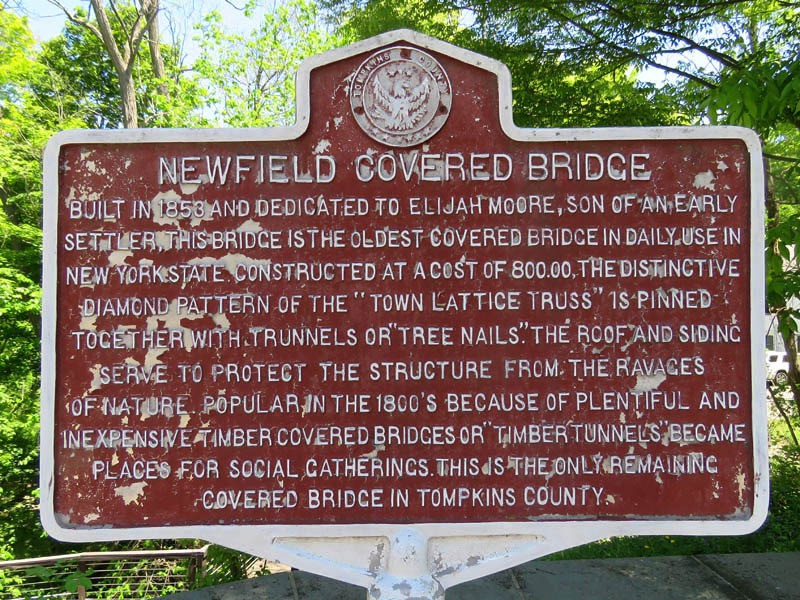 TOMPKINS COUNTY
NEWFIELD COVERED BRIDGE
BUILT IN 1853 AND DEDICATED TO ELIJAH MOORE, SON OF AN EARLY
SETTLER, THIS BRIDGE IS THE OLDEST COVERED BRIDGE IN DAILY USE IN
NEW YORK STATE. CONSTRUCTED AT A COST OF 800.00, THE DISTINCTIVE
DIAMOND PATTERN OF THE "TOWN LATTICE TRUSS" IS PINNED
TOGETHER WITH TRUNNELS OR "TREE NAILS". THE ROOF AND SIDING
SERVE TO PROTECT THE STRUCTURE FROM THE RAVAGES
OF NATURE. POPULAR IN THE 1800'S BECAUSE OF PLENTIFUL AND
INEXPENSIVE TIMBER, COVERED BRIDGES OR "TIMBER TUNNELS", BECAME
PLACES FOR SOCIAL GATHERINGS. THIS IS THE ONLY REMAINING
COVERED BRIDGE IN TOMPKINS COUNTY.